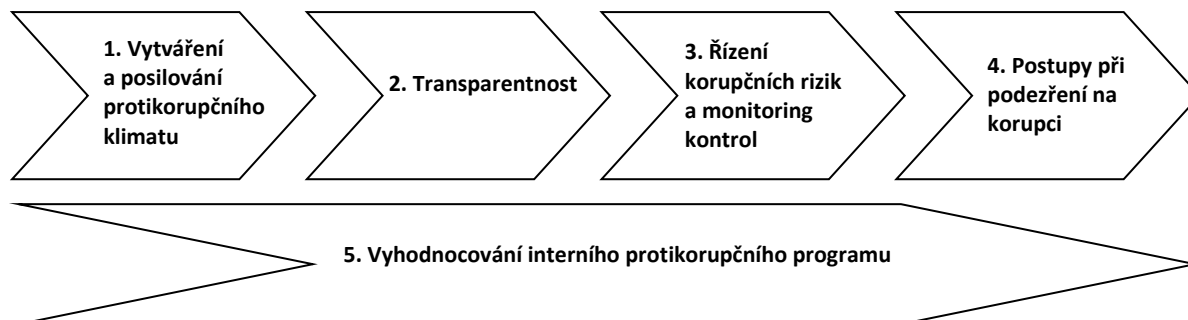 1. Vytváření
a posilování
protikorupčního
klimatu
2. Transparentnost
3. Řízení
korupčních rizik
a monitoring
kontrol
4. Postupy při
podezření na
korupci
5. Vyhodnocování interního protikorupčního programu